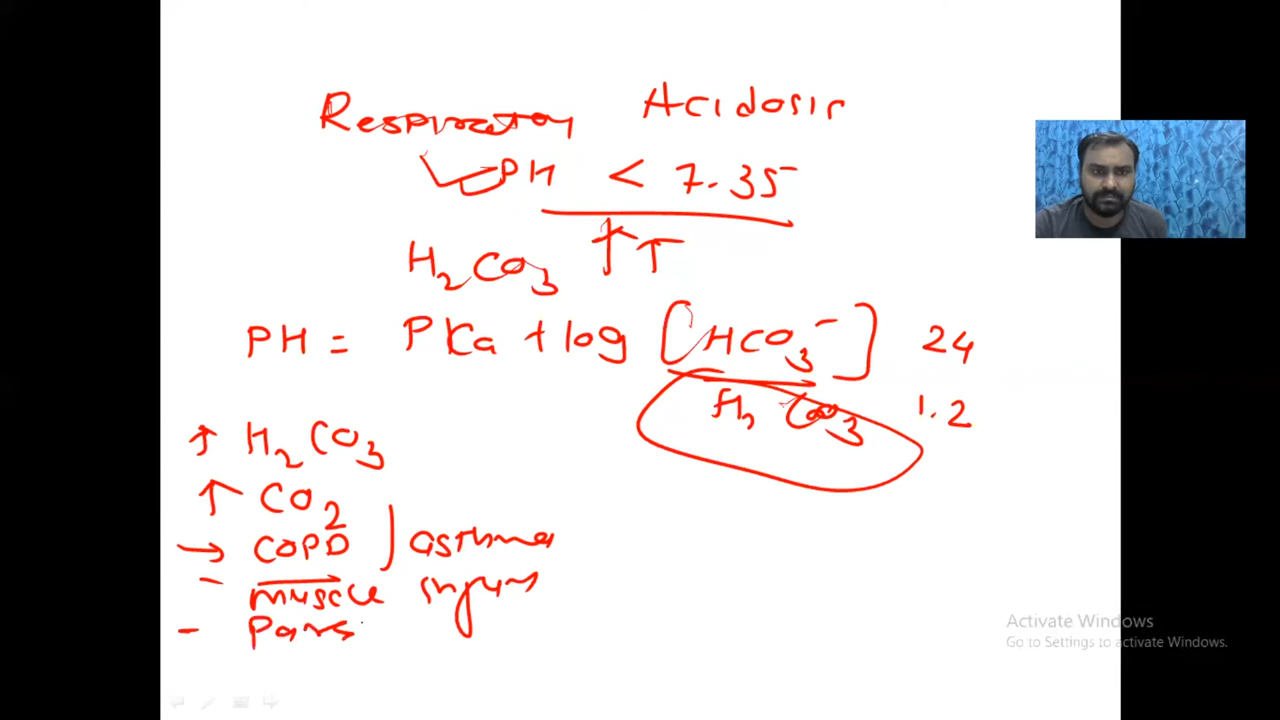 Respiratory Acidosis
PH < 7.35
H2CO3 ↑↑
PH = PKa + log [HCO3-] 24
H2CO3 1.2
↑ H2CO3
↑ CO2
→ COPD } asthma
- muscle injury
- Pars
Activate Windows
Go to Settings to activate Windows.